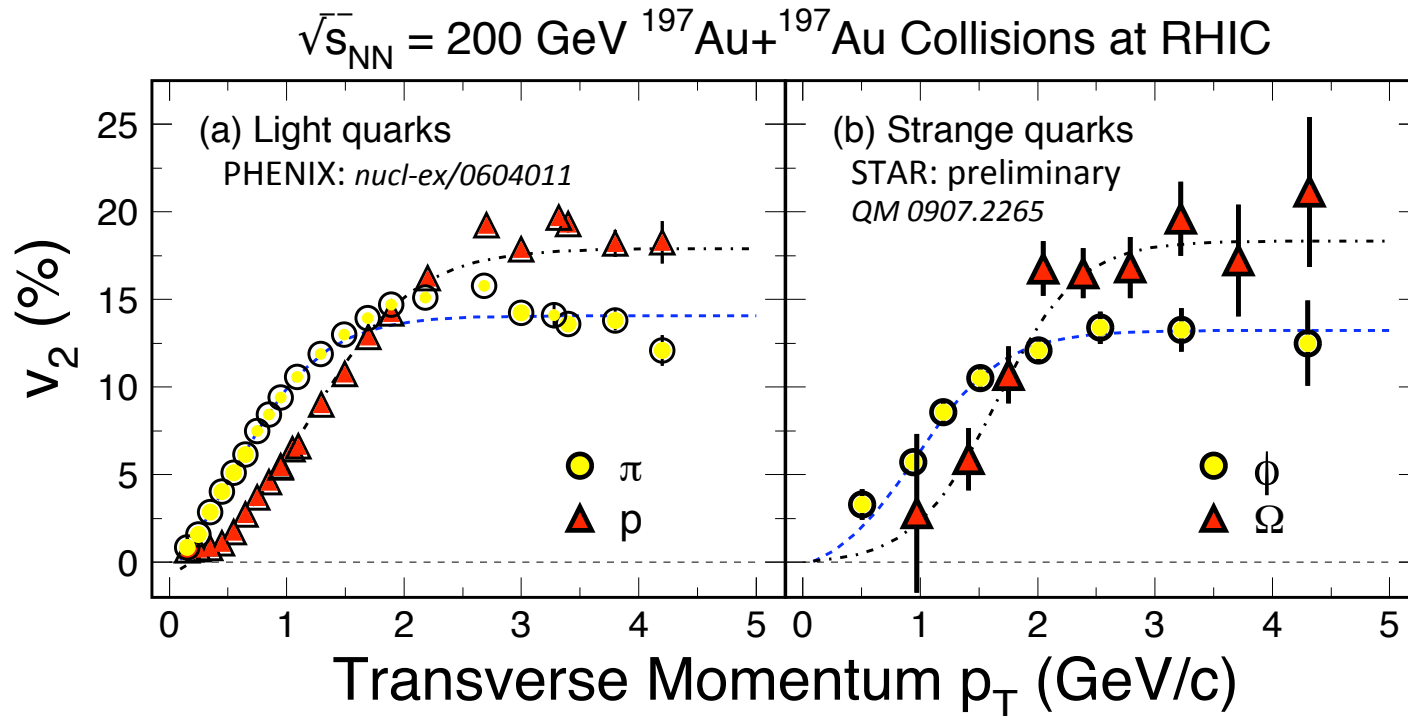 √s_NN = 200 GeV ¹⁹⁷Au+¹⁹⁷Au Collisions at RHIC
v₂ (%)
25
20
15
10
5
0
(a) Light quarks
PHENIX: nucl-ex/0604011
π
p
0 1 2 3 4 5
(b) Strange quarks
STAR: preliminary
QM 0907.2265
ϕ
Ω
0 1 2 3 4 5
Transverse Momentum p_T (GeV/c)